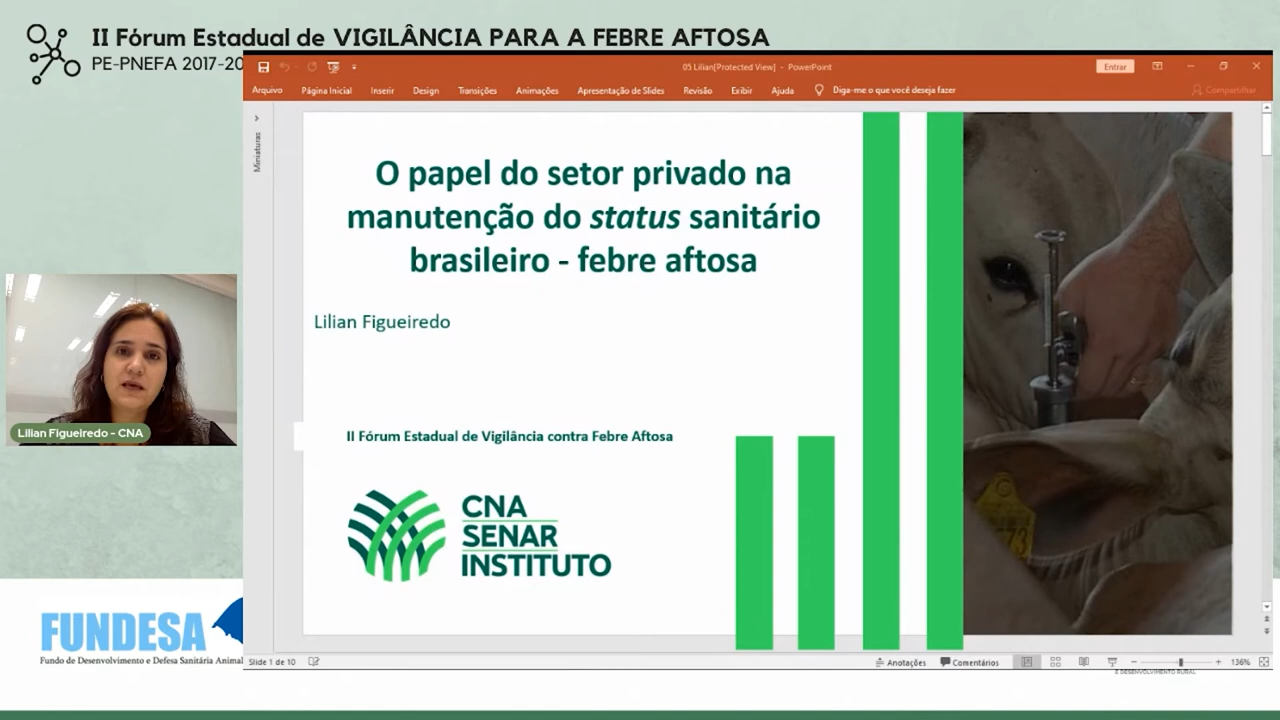 II Fórum Estadual de VIGILÂNCIA PARA A FEBRE AFTOSA
PE-PNEFA 2017-20
05 Lilian[Protected View] - PowerPoint
Entrar
Arquivo Página Inicial Inserir Design Transições Animações Apresentação de Slides Revisão Exibir Ajuda Diga-me o que você deseja fazer Compartilhar
Miniaturas
O papel do setor privado na
manutenção do status sanitário
brasileiro - febre aftosa
Lilian Figueiredo
Lilian Figueiredo - CNA
II Fórum Estadual de Vigilância contra Febre Aftosa
CNA
SENAR
INSTITUTO
73
FUNDESA
Fundo de Desenvolvimento e Defesa Sanitária Animal
Slide 1 de 10 Anotações Comentários 136%
E DESENVOLVIMENTO RURAL